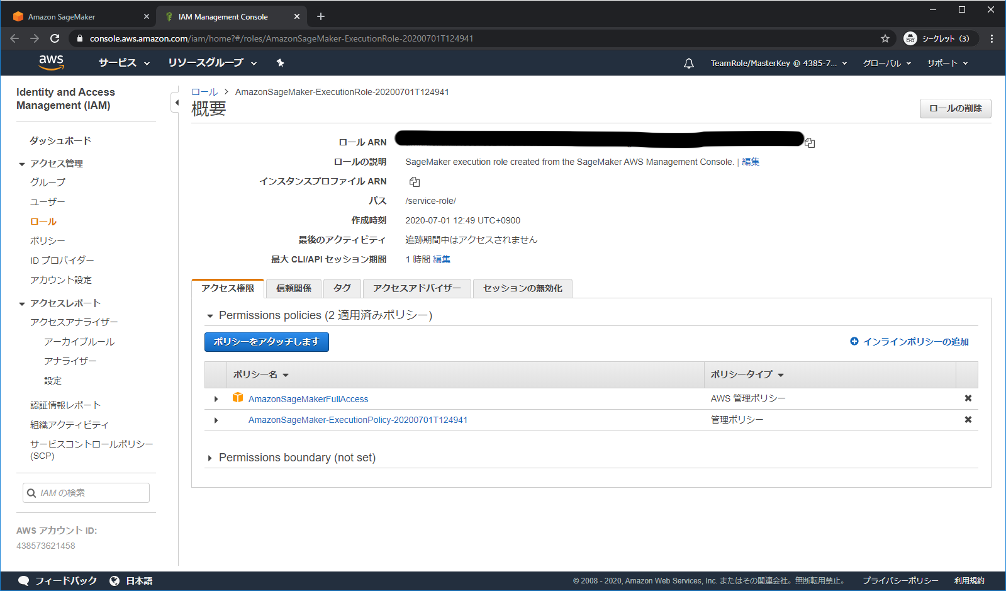 Amazon SageMaker
IAM Management Console
console.aws.amazon.com/iam/home?#/roles/AmazonSageMaker-ExecutionRole-20200701T124941
シークレット (3)
aws サービス リソースグループ
TeamRole/MasterKey @ 4385-7... グローバル サポート
Identity and Access
Management (IAM)
ダッシュボード
アクセス管理
グループ
ユーザー
ロール
ポリシー
ID プロバイダー
アカウント設定
アクセスレポート
アクセスアナライザー
アーカイブルール
アナライザー
設定
認証情報レポート
組織アクティビティ
サービスコントロールポリシー
(SCP)
IAM の検索
AWS アカウント ID:
438573621458
ロール > AmazonSageMaker-ExecutionRole-20200701T124941
概要
ロールの削除
ロール ARN
ロールの説明 SageMaker execution role created from the SageMaker AWS Management Console. | 編集
インスタンスプロファイル ARN
パス /service-role/
作成時刻 2020-07-01 12:49 UTC+0900
最後のアクティビティ 追跡期間中はアクセスされません
最大 CLI/API セッション期間 1 時間 編集
アクセス権限 信頼関係 タグ アクセスアドバイザー セッションの無効化
Permissions policies (2 適用済みポリシー)
ポリシーをアタッチします
インラインポリシーの追加
ポリシー名 ポリシータイプ
AmazonSageMakerFullAccess AWS 管理ポリシー
AmazonSageMaker-ExecutionPolicy-20200701T124941 管理ポリシー
Permissions boundary (not set)
フィードバック 日本語
© 2008 - 2020, Amazon Web Services, Inc. またはその関連会社。無断転用禁止。 プライバシーポリシー 利用規約